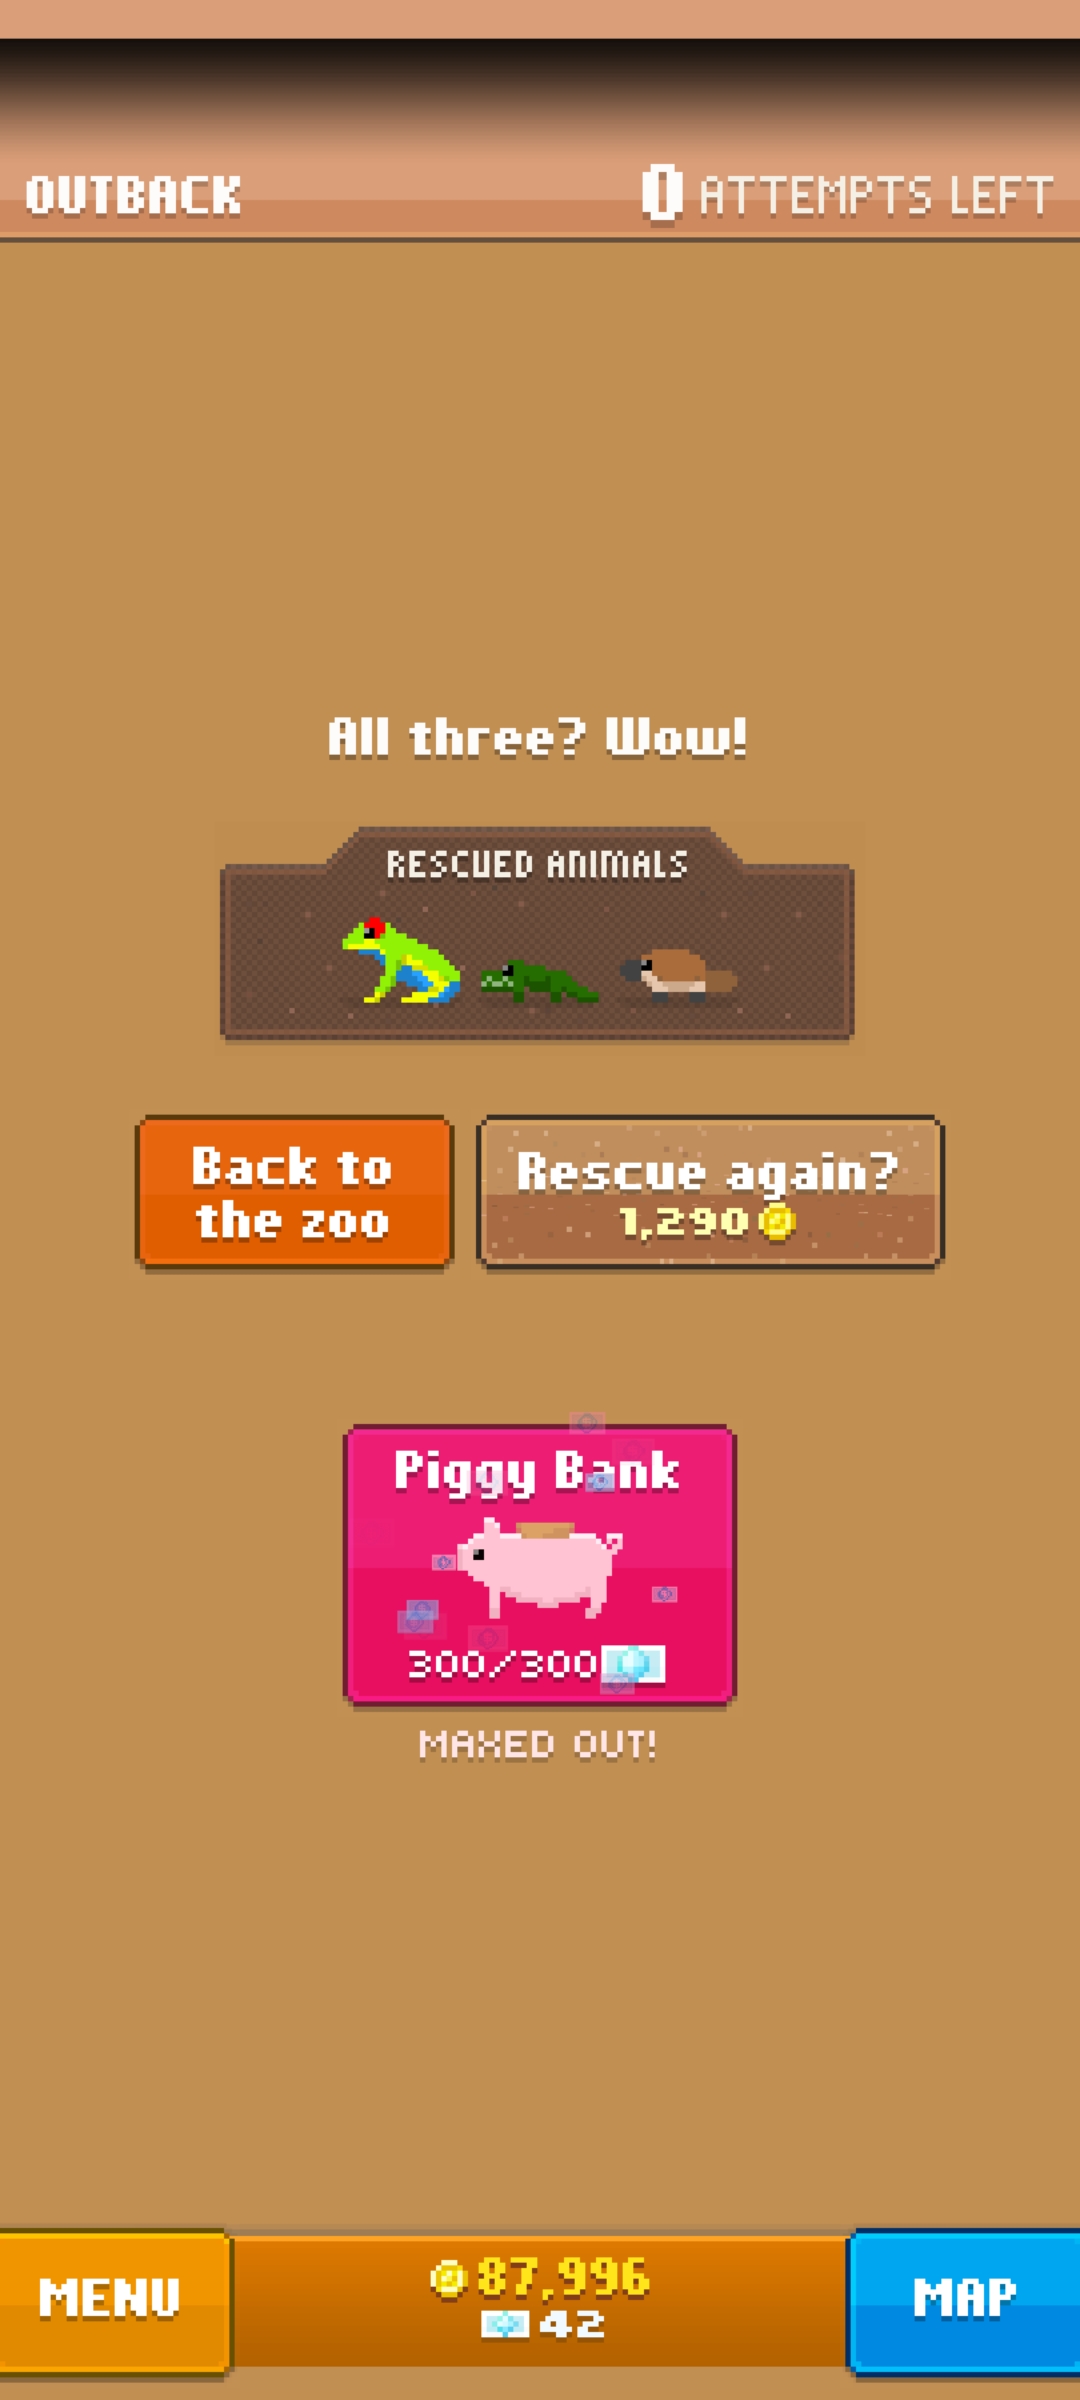 OUTBACK
0 ATTEMPTS LEFT
All three? Wow!
RESCUED ANIMALS
Back to
the zoo
Rescue again?
1,290
Piggy Bank
300/300
MAXED OUT!
MENU
87,996
42
MAP